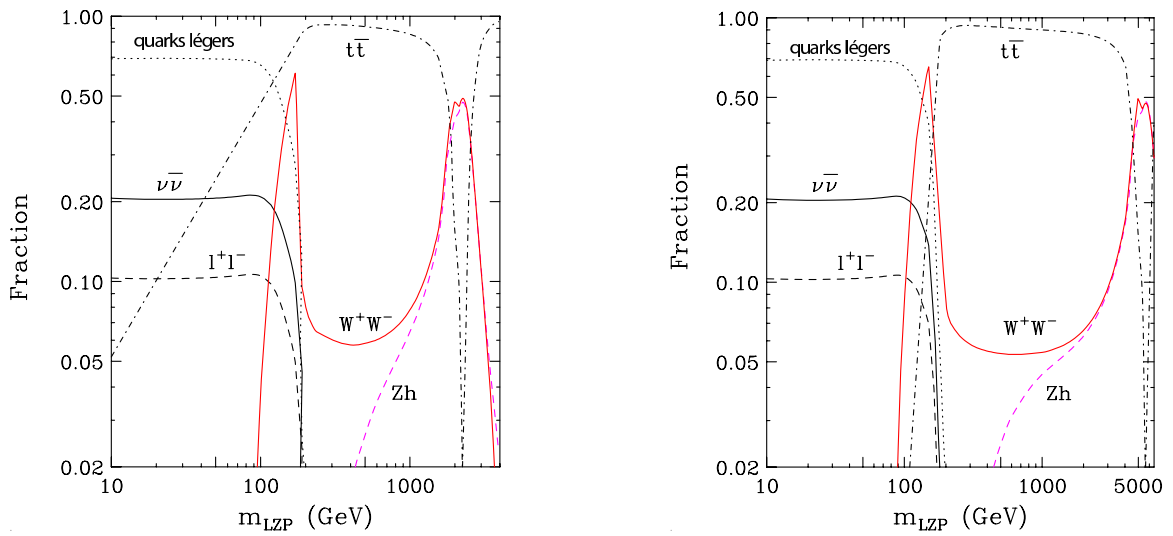 1.00
quarks légers
tt̅
0.50
νν̅
0.20
l⁺l⁻
0.10
W⁺W⁻
0.05
Zh
0.02
10
100
1000
Fraction
m_LZP (GeV)
1.00
quarks légers
tt̅
0.50
νν̅
0.20
l⁺l⁻
0.10
W⁺W⁻
0.05
Zh
0.02
10
100
1000
5000
Fraction
m_LZP (GeV)